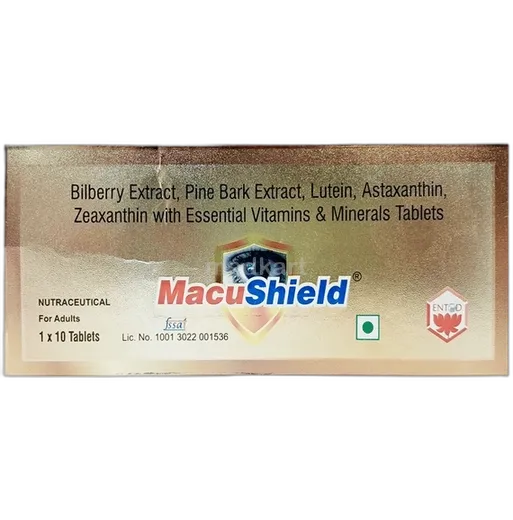 Bilberry Extract, Pine Bark Extract, Lutein, Astaxanthin,
Zeaxanthin with Essential Vitamins & Minerals Tablets
medkart
MacuShield®
NUTRACEUTICAL
For Adults
1 x 10 Tablets
fssai
Lic. No. 1001 3022 001536
ENTOD